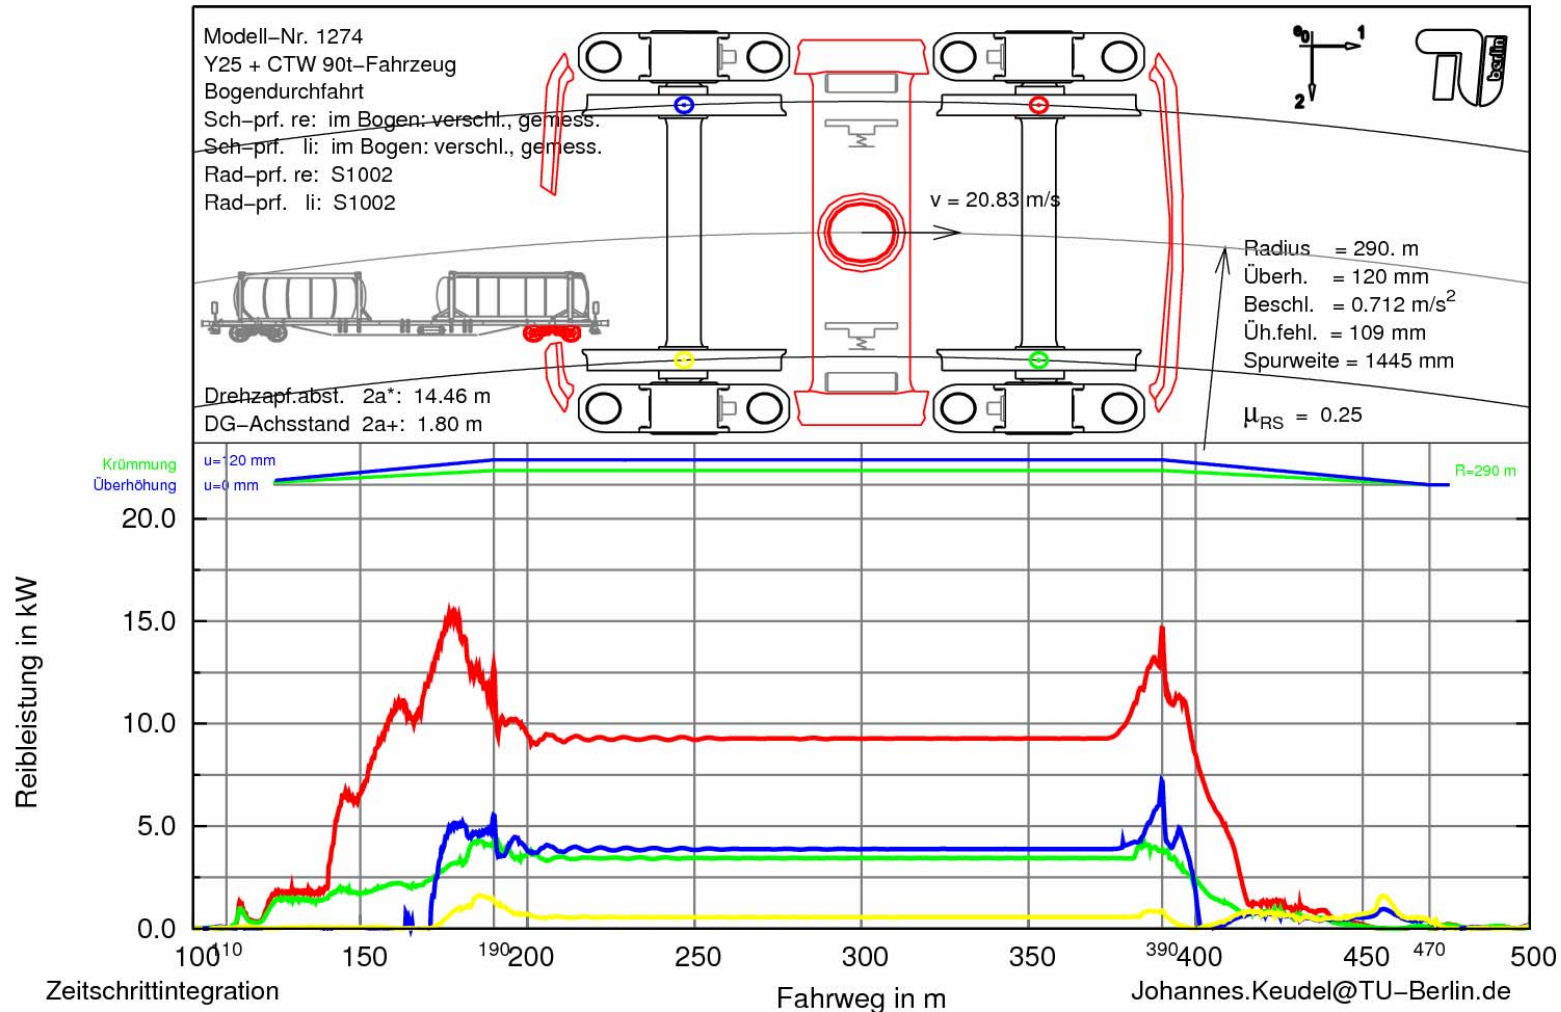 Modell-Nr. 1274
Y25 + CTW 90t-Fahrzeug
Bogendurchfahrt
Sch-prf. re: im Bogen: verschl., gemess.
Sch-prf. li: im Bogen: verschl., gemess.
Rad-prf. re: S1002
Rad-prf. li: S1002
e0 1
2
berlin
v = 20.83 m/s
Radius = 290. m
Überh. = 120 mm
Beschl. = 0.712 m/s²
Üh.fehl. = 109 mm
Spurweite = 1445 mm
μRS = 0.25
Drehzapf.abst. 2a*: 14.46 m
DG-Achsstand 2a+: 1.80 m
Krümmung u=120 mm R=290 m
Überhöhung u=0 mm
20.0
15.0
10.0
5.0
0.0
Reibleistung in kW
100 110 150 190 200 250 300 350 390 400 450 470 500
Zeitschrittintegration
Fahrweg in m
Johannes.Keudel@TU-Berlin.de